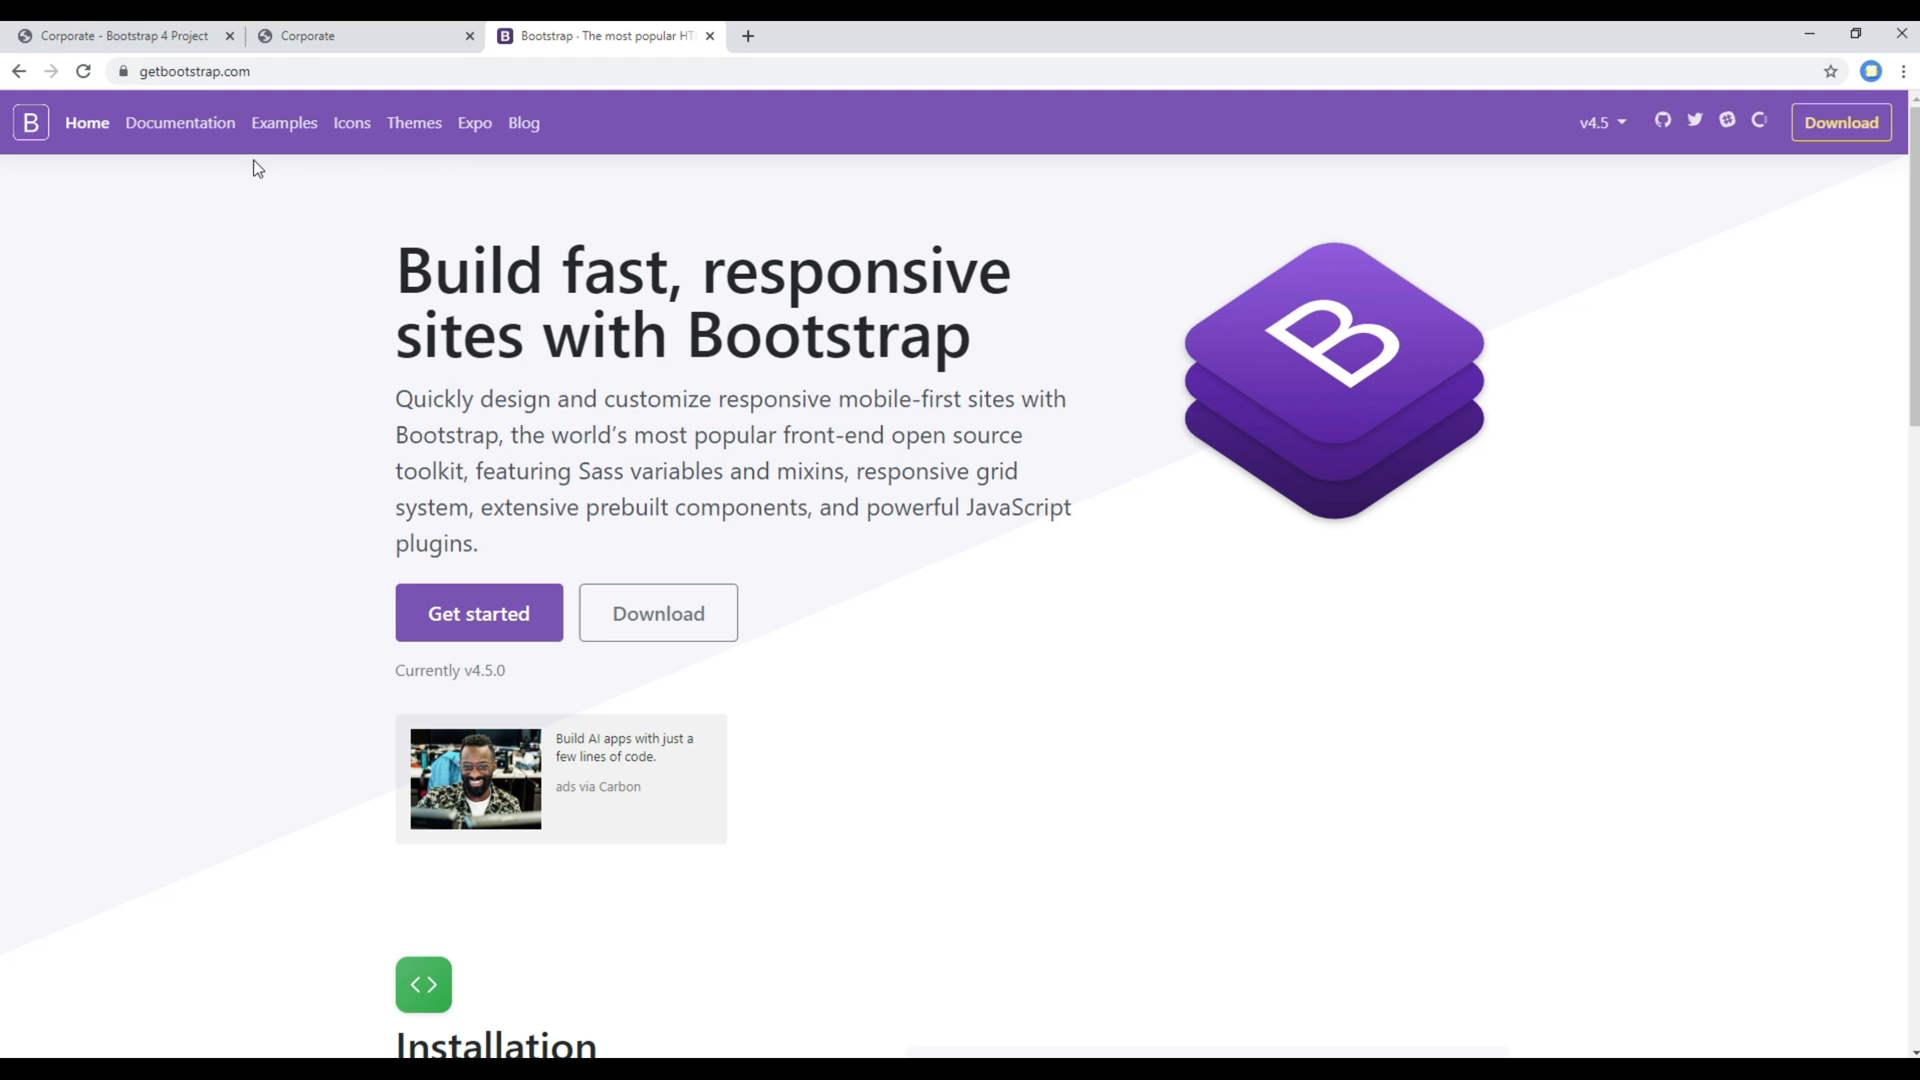 Corporate - Bootstrap 4 Project
Corporate
Bootstrap · The most popular HT
getbootstrap.com
B Home Documentation Examples Icons Themes Expo Blog
v4.5
Download
Build fast, responsive
sites with Bootstrap
Quickly design and customize responsive mobile-first sites with
Bootstrap, the world’s most popular front-end open source
toolkit, featuring Sass variables and mixins, responsive grid
system, extensive prebuilt components, and powerful JavaScript
plugins.
B
Get started
Download
Currently v4.5.0
Build AI apps with just a
few lines of code.
ads via Carbon
Installation